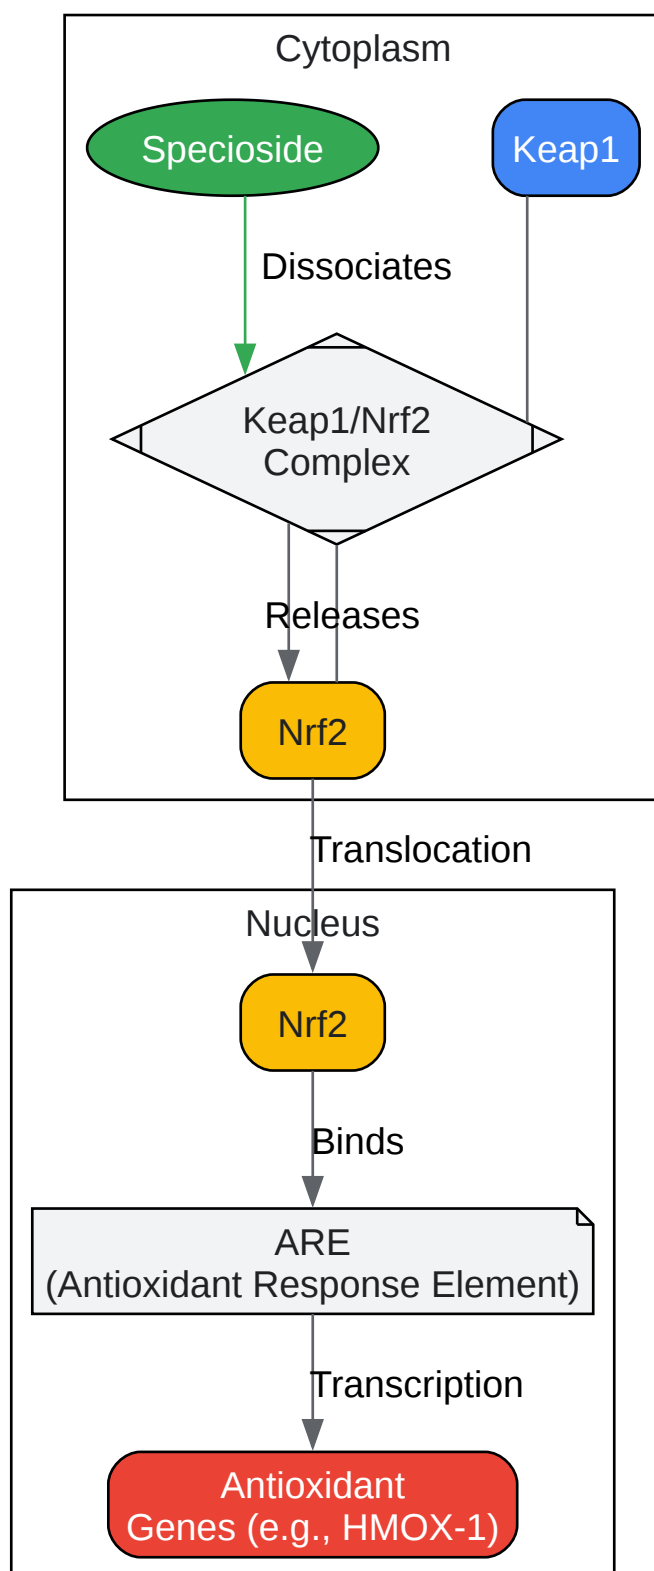 Cytoplasm
Specioside
Keap1
Dissociates
Keap1/Nrf2
Complex
Releases
Nrf2
Translocation
Nucleus
Nrf2
Binds
ARE
(Antioxidant Response Element)
Transcription
Antioxidant
Genes (e.g., HMOX-1)